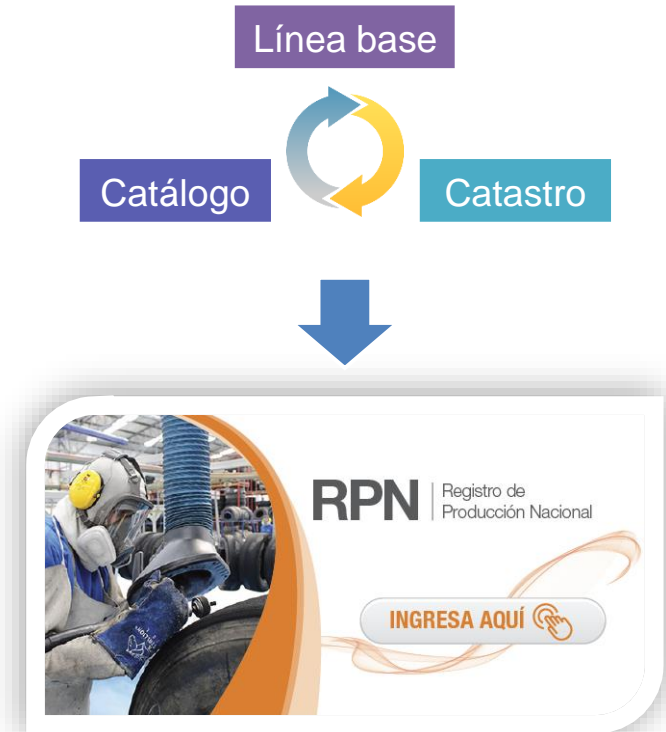 Línea base
Catálogo
Catastro
RPN
Registro de
Producción Nacional
INGRESA AQUÍ